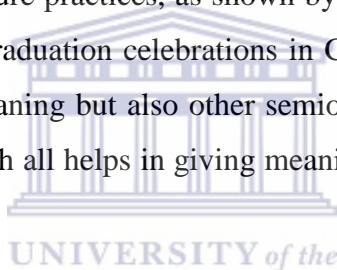 ure practices, as shown by
raduation celebrations in C
aning but also other semio
h all helps in giving meani
UNIVERSITY of the